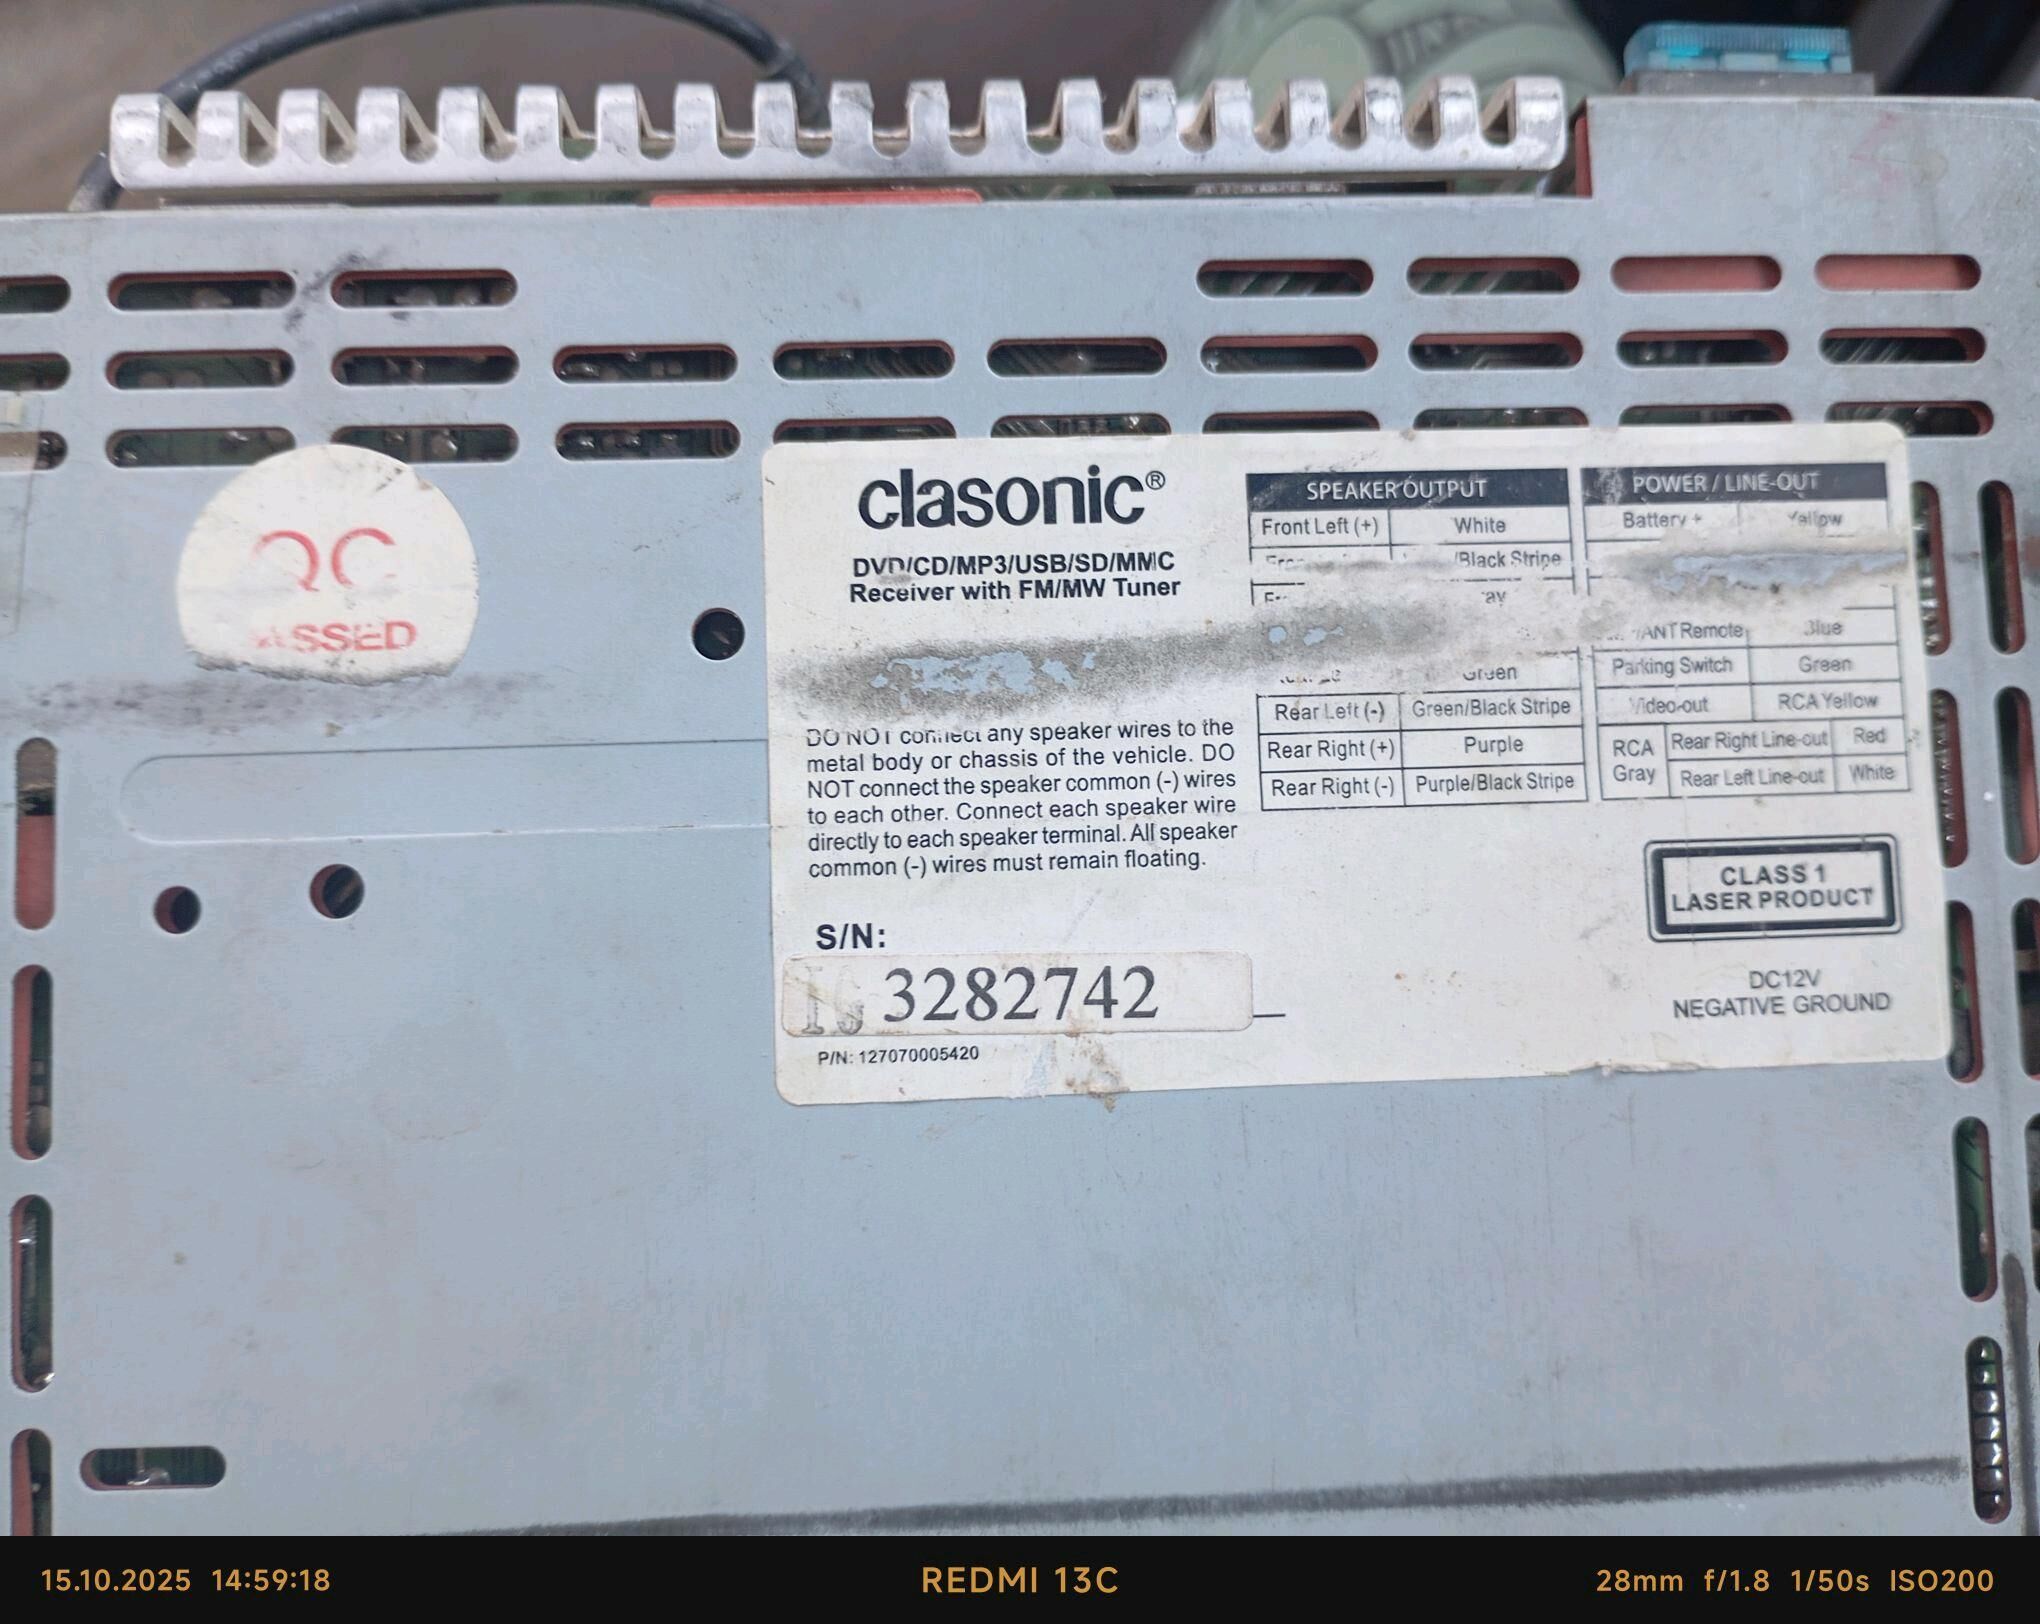 QC
clasonic®
DVD/CD/MP3/USB/SD/MMC
Receiver with FM/MW Tuner
DO NOT connect any speaker wires to the
metal body or chassis of the vehicle. DO
NOT connect the speaker common (-) wires
to each other. Connect each speaker wire
directly to each speaker terminal. All speaker
common (-) wires must remain floating.
S/N:
3282742
P/N: 127070005420
SPEAKER OUTPUT
Front Left (+) White
/Black Stripe
Green
Rear Left (-) Green/Black Stripe
Rear Right (+) Purple
Rear Right (-) Purple/Black Stripe
POWER / LINE-OUT
Battery + Yellow
/ANT Remote Blue
Parking Switch Green
Video-out RCA Yellow
RCA Gray
Rear Right Line-out Red
Rear Left Line-out White
CLASS 1
LASER PRODUCT
DC12V
NEGATIVE GROUND
15.10.2025 14:59:18
REDMI 13C
28mm f/1.8 1/50s ISO200